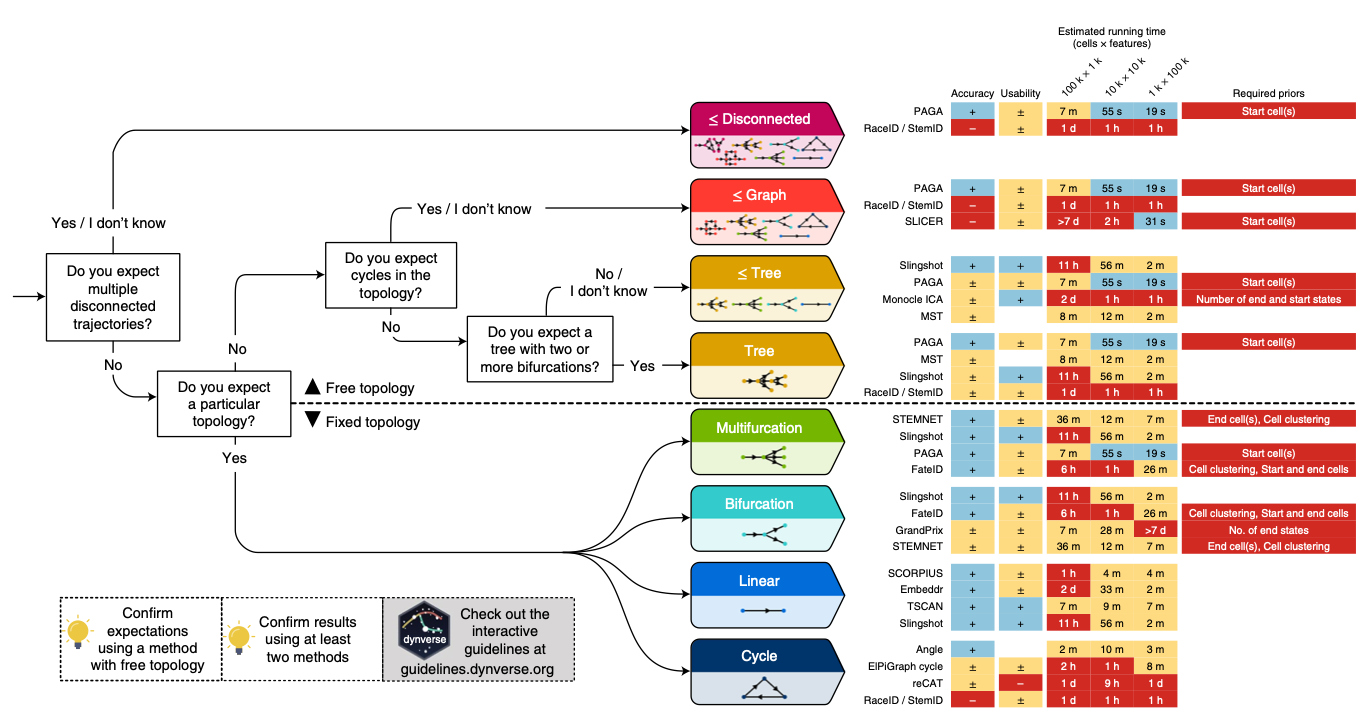 Estimated running time
(cells × features)
Accuracy Usability 100 k × 1 k 10 k × 10 k 1 k × 100 k Required priors
≤ Disconnected
PAGA + ± 7 m 55 s 19 s Start cell(s)
RaceID / StemID – ± 1 d 1 h 1 h
≤ Graph
PAGA + ± 7 m 55 s 19 s Start cell(s)
RaceID / StemID – ± 1 d 1 h 1 h
SLICER – ± >7 d 2 h 31 s Start cell(s)
≤ Tree
Slingshot + + 11 h 56 m 2 m
PAGA ± ± 7 m 55 s 19 s Start cell(s)
Monocle ICA ± + 2 d 1 h 1 h Number of end and start states
MST ± 8 m 12 m 2 m
Tree
PAGA + ± 7 m 55 s 19 s Start cell(s)
MST ± 8 m 12 m 2 m
Slingshot ± + 11 h 56 m 2 m
RaceID / StemID ± ± 1 d 1 h 1 h
Multifurcation
STEMNET + ± 36 m 12 m 7 m End cell(s), Cell clustering
Slingshot + + 11 h 56 m 2 m
PAGA + ± 7 m 55 s 19 s Start cell(s)
FateID + ± 6 h 1 h 26 m Cell clustering, Start and end cells
Bifurcation
Slingshot + + 11 h 56 m 2 m
FateID + ± 6 h 1 h 26 m Cell clustering, Start and end cells
GrandPrix ± ± 7 m 28 m >7 d No. of end states
STEMNET ± ± 36 m 12 m 7 m End cell(s), Cell clustering
Linear
SCORPIUS + ± 1 h 4 m 4 m
Embeddr + ± 2 d 33 m 2 m
TSCAN + + 7 m 9 m 7 m
Slingshot + + 11 h 56 m 2 m
Cycle
Angle + 2 m 10 m 3 m
ElPiGraph cycle ± ± 2 h 1 h 8 m
reCAT ± – 1 d 9 h 1 d
RaceID / StemID – ± 1 d 1 h 1 h
Yes / I don't know
Do you expect
multiple
disconnected
trajectories?
No
Do you expect
a particular
topology?
No
Yes
Yes / I don't know
Do you expect
cycles in the
topology?
No
No /
I don't know
Do you expect a
tree with two or
more bifurcations?
Yes
▲ Free topology
▼ Fixed topology
Confirm
expectations
using a method
with free topology
Confirm results
using at least
two methods
dynverse
Check out the
interactive
guidelines at
guidelines.dynverse.org